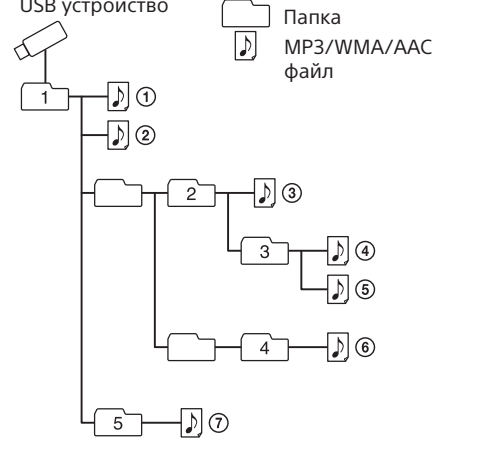 USB устройство
Папка
MP3/WMA/AAC
файл
1 ①
②
2 ③
3 ④
⑤
4 ⑥
5 ⑦